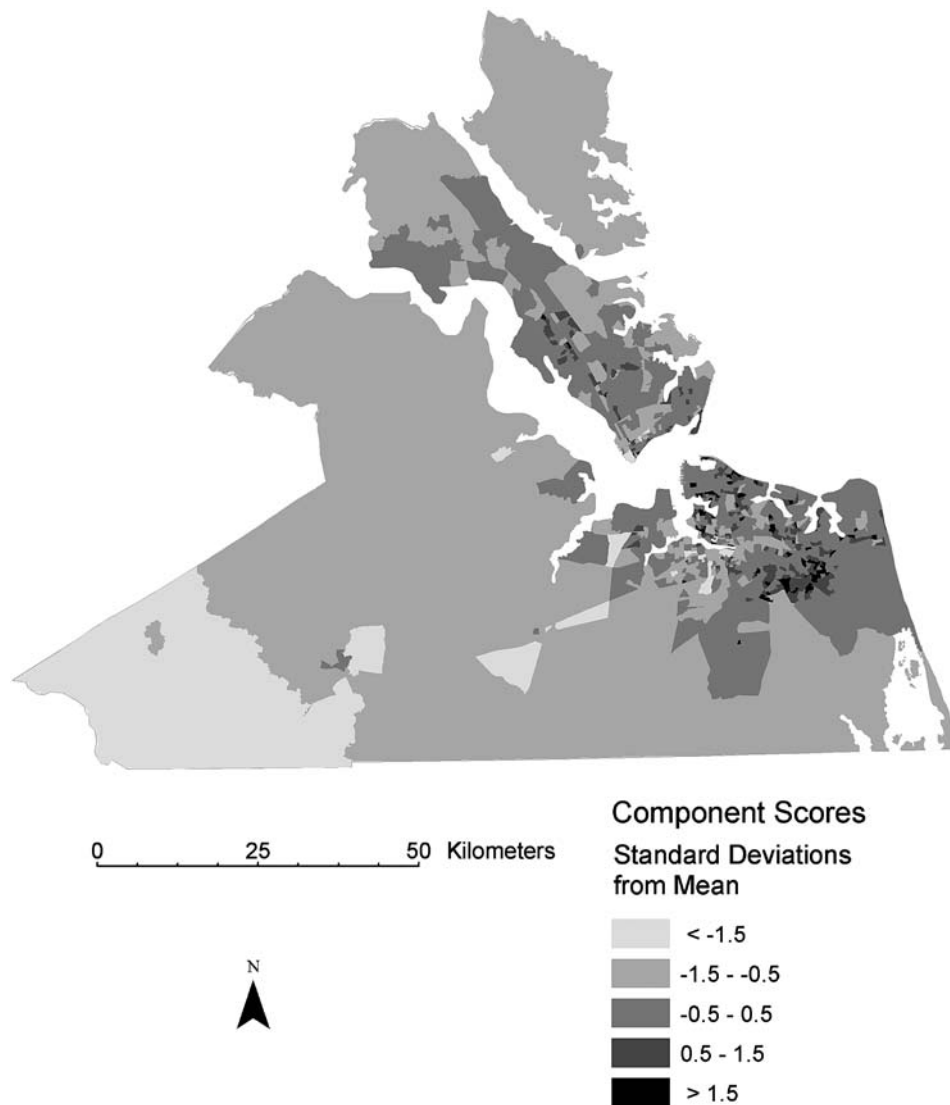 0 25 50 Kilometers
N
Component Scores
Standard Deviations
from Mean
< -1.5
-1.5 - -0.5
-0.5 - 0.5
0.5 - 1.5
> 1.5